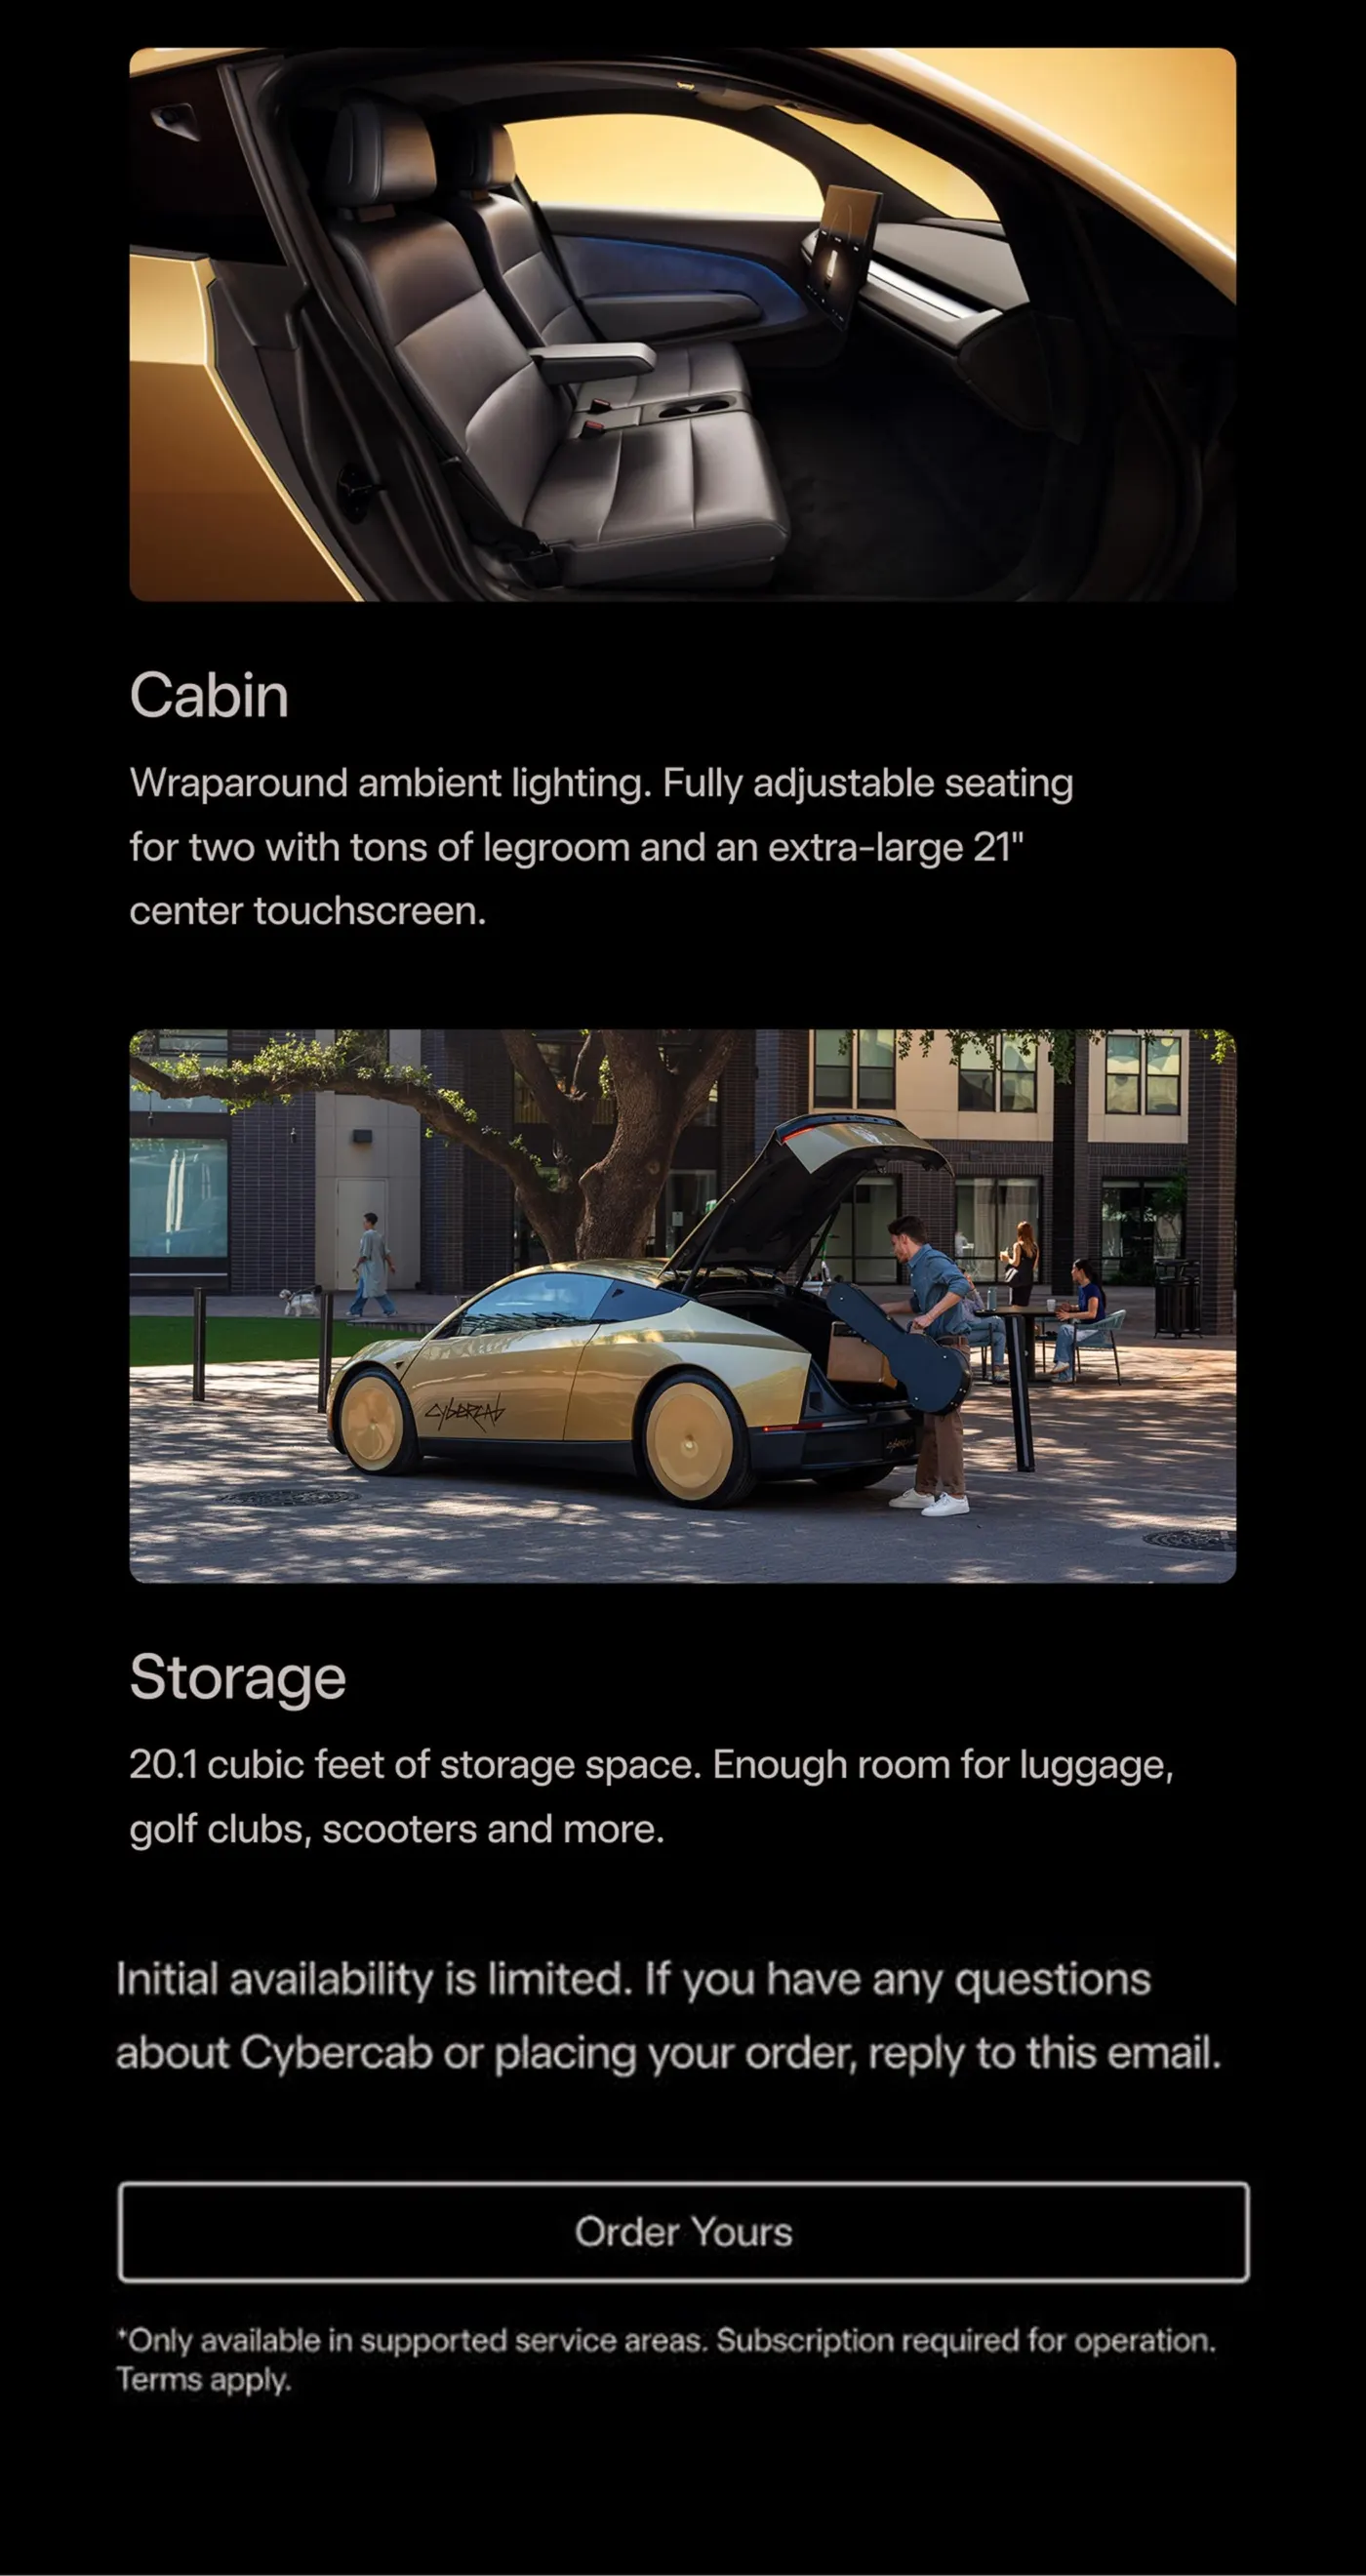 Cabin
Wraparound ambient lighting. Fully adjustable seating
for two with tons of legroom and an extra-large 21"
center touchscreen.
cybercab
Storage
20.1 cubic feet of storage space. Enough room for luggage,
golf clubs, scooters and more.
Initial availability is limited. If you have any questions
about Cybercab or placing your order, reply to this email.
Order Yours
*Only available in supported service areas. Subscription required for operation.
Terms apply.